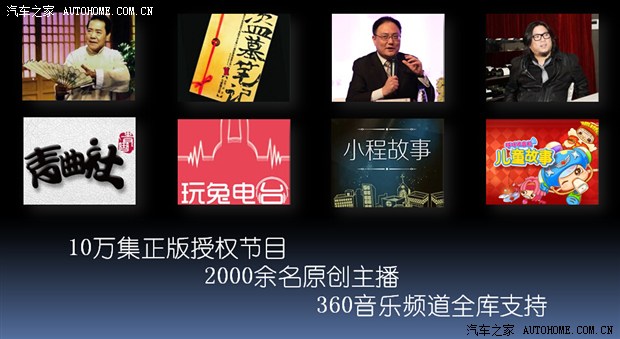 汽车之家 AUTOHOME.COM.CN
盗墓笔记
青曲社
玩兔电台
小程故事
儿童故事
10万集正版授权节目
2000余名原创主播
360音乐频道全库支持
汽车之家 AUTOHOME.COM.CN